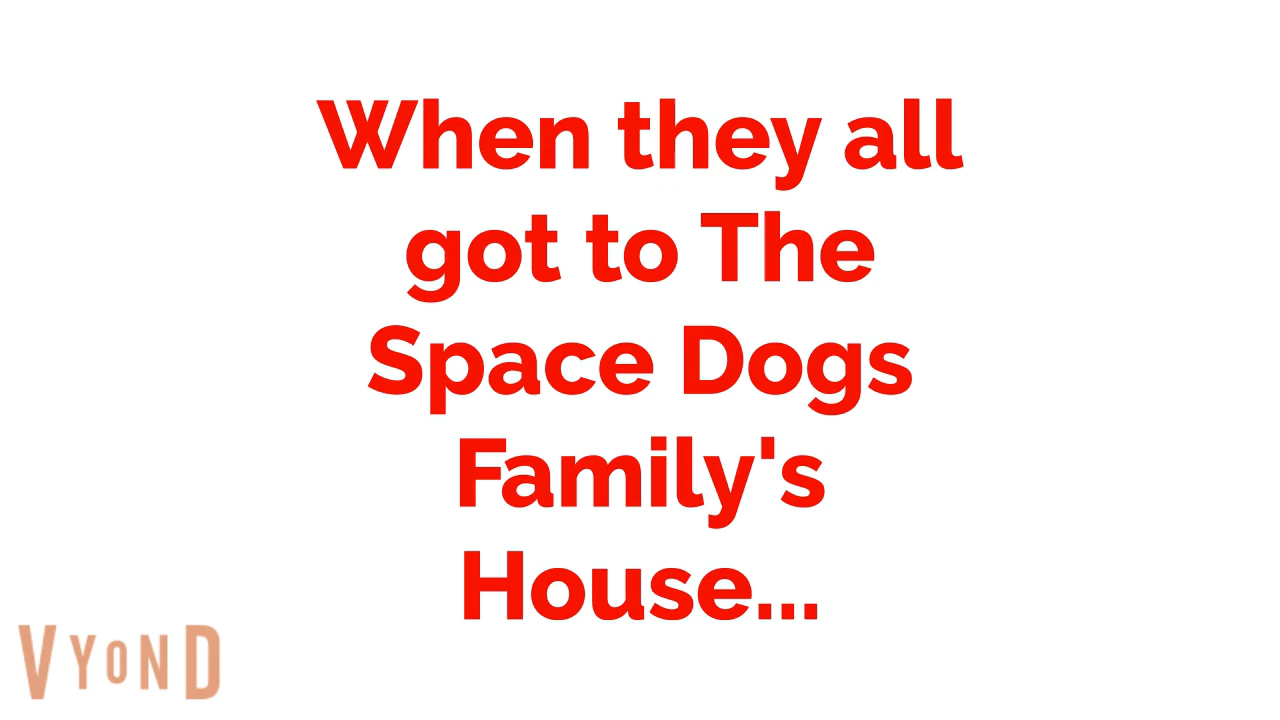 When they all
got to The
Space Dogs
Family's
House...
VYOND